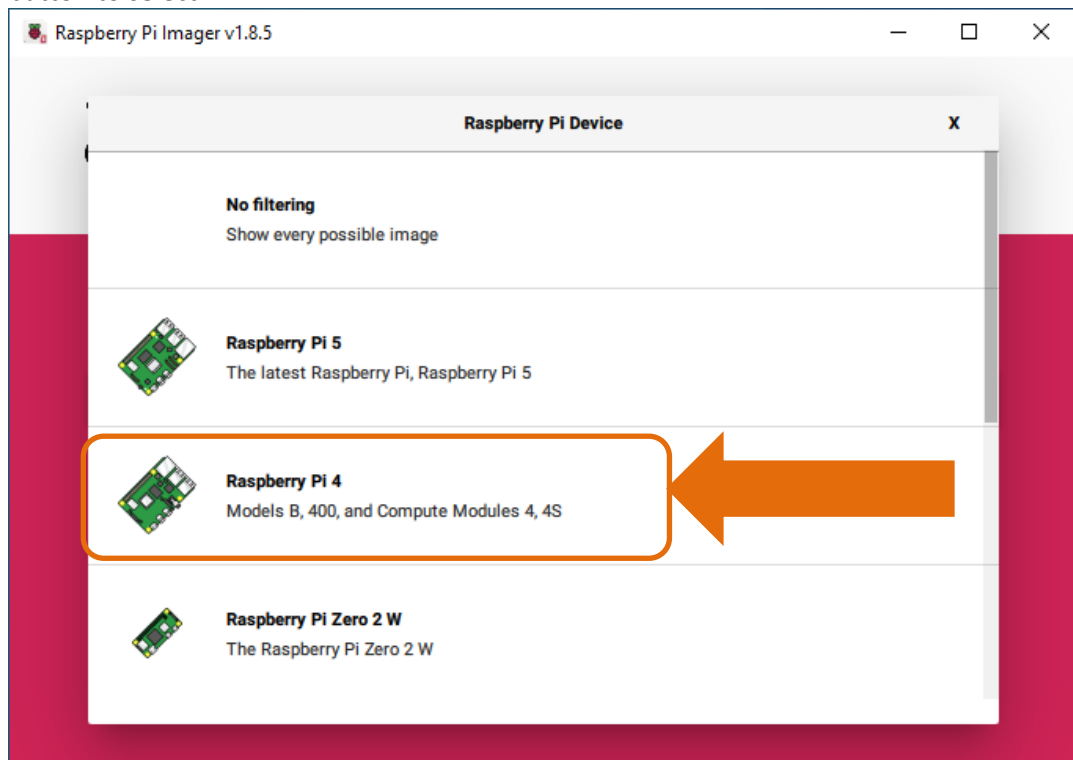 Raspberry Pi Imager v1.8.5
Raspberry Pi Device X
No filtering
Show every possible image
Raspberry Pi 5
The latest Raspberry Pi, Raspberry Pi 5
Raspberry Pi 4
Models B, 400, and Compute Modules 4, 4S
Raspberry Pi Zero 2 W
The Raspberry Pi Zero 2 W